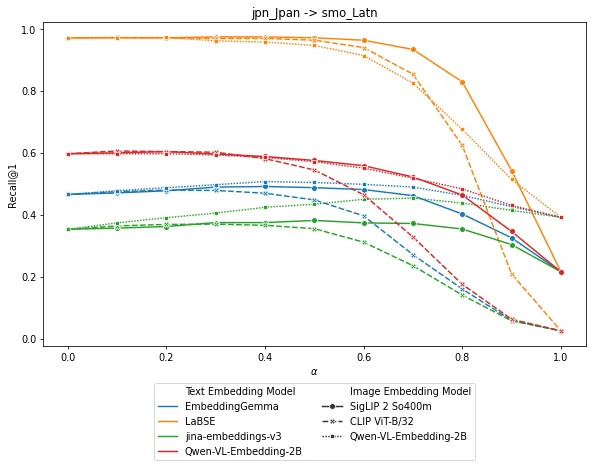 jpn_Jpan -> smo_Latn
1.0
0.8
0.6
0.4
0.2
0.0
Recall@1
0.0 0.2 0.4 0.6 0.8 1.0
α
Text Embedding Model Image Embedding Model
EmbeddingGemma SigLIP 2 So400m
LaBSE CLIP ViT-B/32
jina-embeddings-v3 Qwen-VL-Embedding-2B
Qwen-VL-Embedding-2B